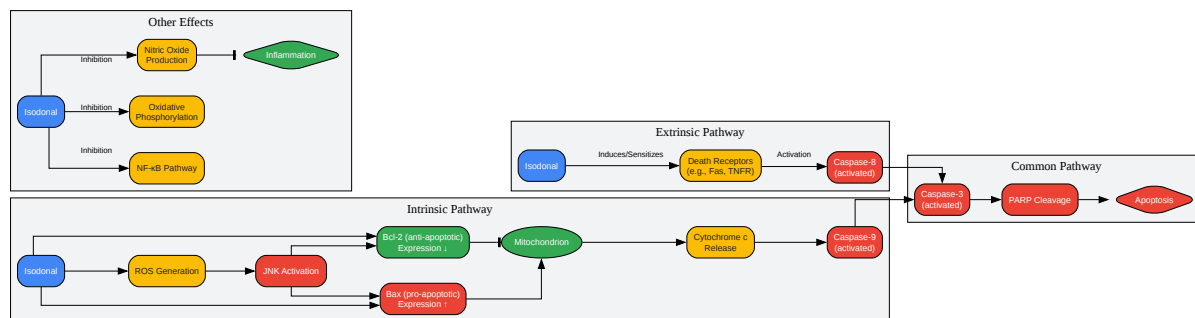 Other Effects
Nitric Oxide
Production
Inflammation
Inhibition
Isodonal
Inhibition
Oxidative
Phosphorylation
Inhibition
NF-κB Pathway
Extrinsic Pathway
Isodonal
Induces/Sensitizes
Death Receptors
(e.g., Fas, TNFR)
Activation
Caspase-8
(activated)
Common Pathway
Caspase-3
(activated)
PARP Cleavage
Apoptosis
Intrinsic Pathway
Isodonal
ROS Generation
JNK Activation
Bcl-2 (anti-apoptotic)
Expression ↓
Bax (pro-apoptotic)
Expression ↑
Mitochondrion
Cytochrome c
Release
Caspase-9
(activated)